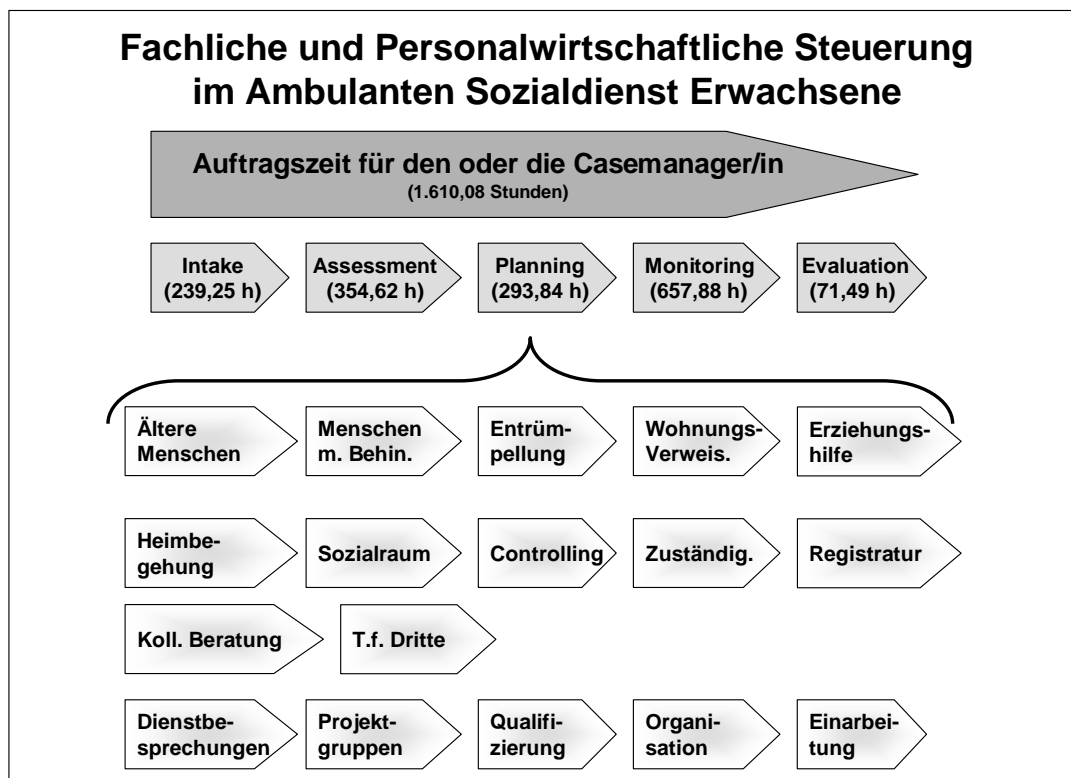 Fachliche und Personalwirtschaftliche Steuerung
im Ambulanten Sozialdienst Erwachsene
Auftragszeit für den oder die Casemanager/in
(1.610,08 Stunden)
Intake
(239,25 h)
Assessment
(354,62 h)
Planning
(293,84 h)
Monitoring
(657,88 h)
Evaluation
(71,49 h)
Ältere
Menschen
Menschen
m. Behin.
Entrüm-
pellung
Wohnungs-
Verweis.
Erziehungs-
hilfe
Heimbe-
gehung
Sozialraum
Controlling
Zuständig.
Registratur
Koll. Beratung
T.f. Dritte
Dienstbe-
sprechungen
Projekt-
gruppen
Qualifi-
zierung
Organi-
sation
Einarbei-
tung